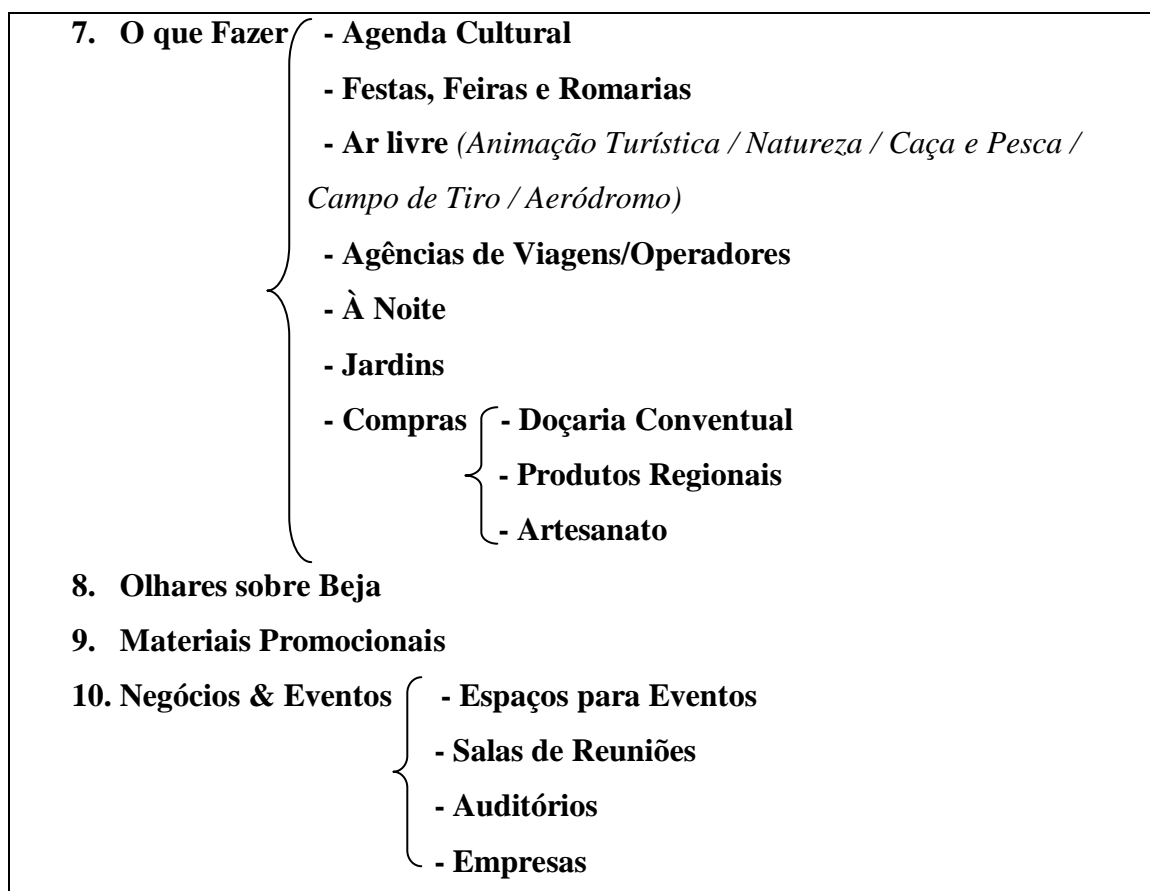 7. O que Fazer - Agenda Cultural
- Festas, Feiras e Romarias
- Ar livre (Animação Turística / Natureza / Caça e Pesca /
Campo de Tiro / Aeródromo)
- Agências de Viagens/Operadores
- À Noite
- Jardins
- Compras - Doçaria Conventual
- Produtos Regionais
- Artesanato
8. Olhares sobre Beja
9. Materiais Promocionais
10. Negócios & Eventos - Espaços para Eventos
- Salas de Reuniões
- Auditórios
- Empresas